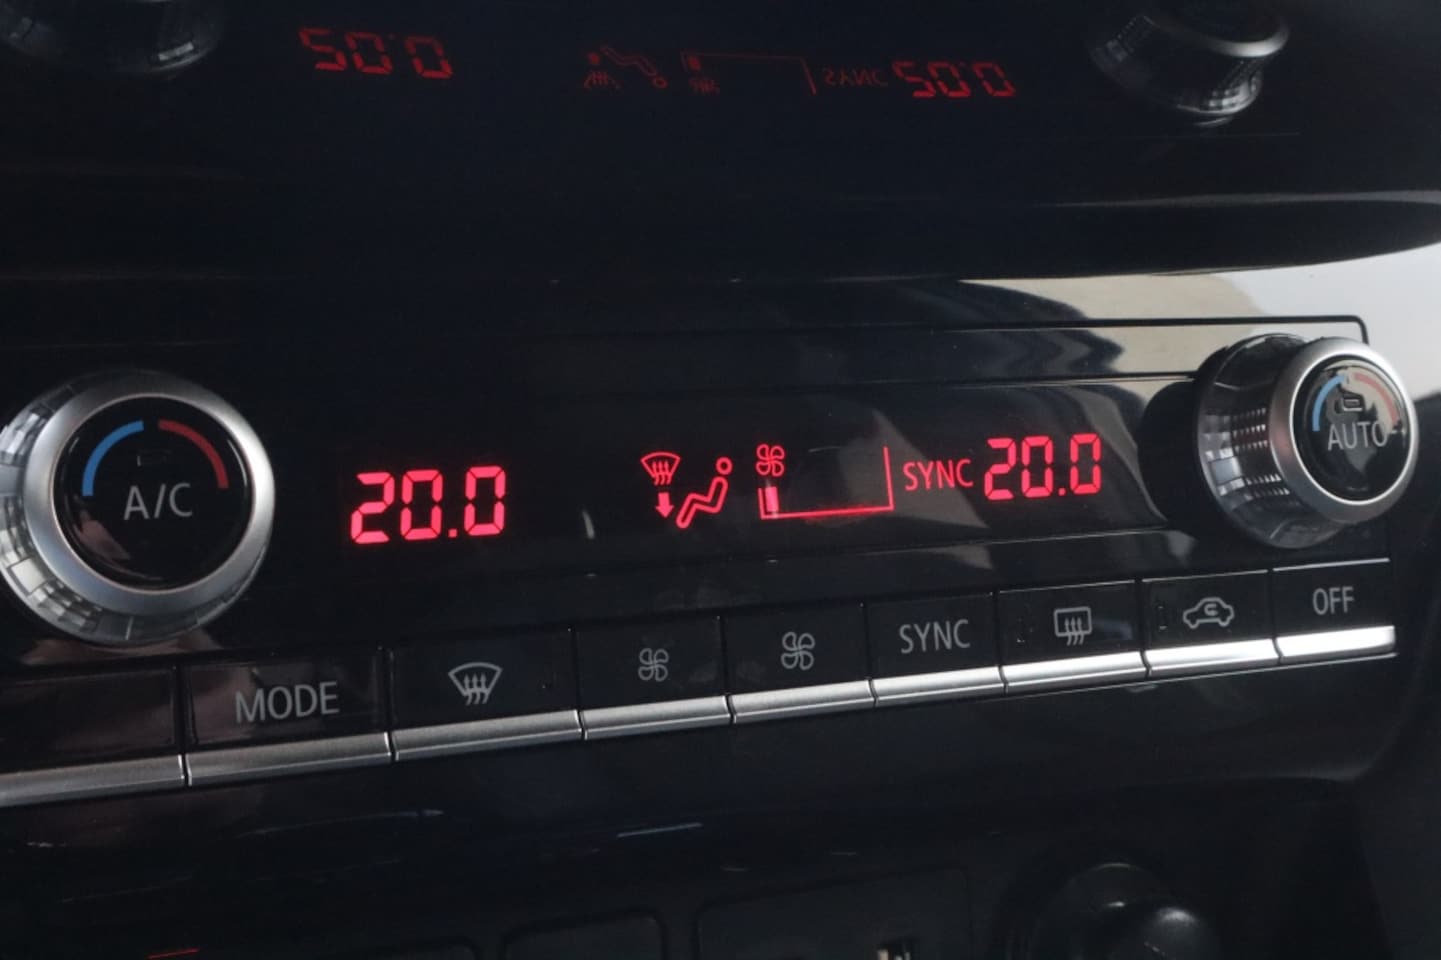 20.0
SYNC 20.0
A/C
AUTO
MODE
SYNC
OFF